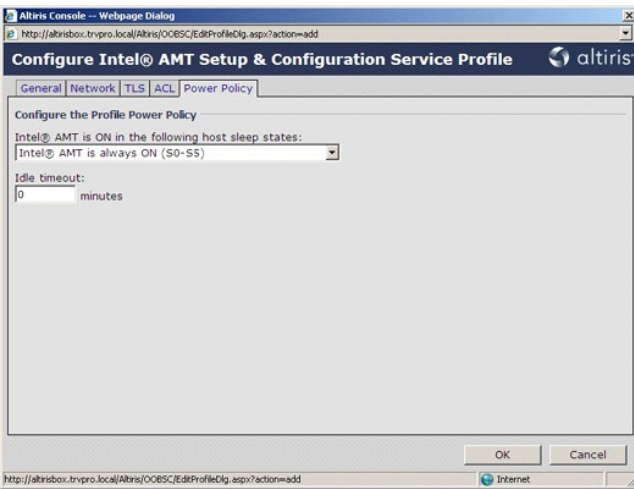 Altiris Console -- Webpage Dialog
http://altirisbox.trvpro.local/Altiris/OOBSC/EditProfileDlg.aspx?action=add
Configure Intel® AMT Setup & Configuration Service Profile
altiris
General Network TLS ACL Power Policy
Configure the Profile Power Policy
Intel® AMT is ON in the following host sleep states:
Intel® AMT is always ON (S0-S5)
Idle timeout:
0 minutes
OK Cancel
http://altirisbox.trvpro.local/Altiris/OOBSC/EditProfileDlg.aspx?action=add Internet